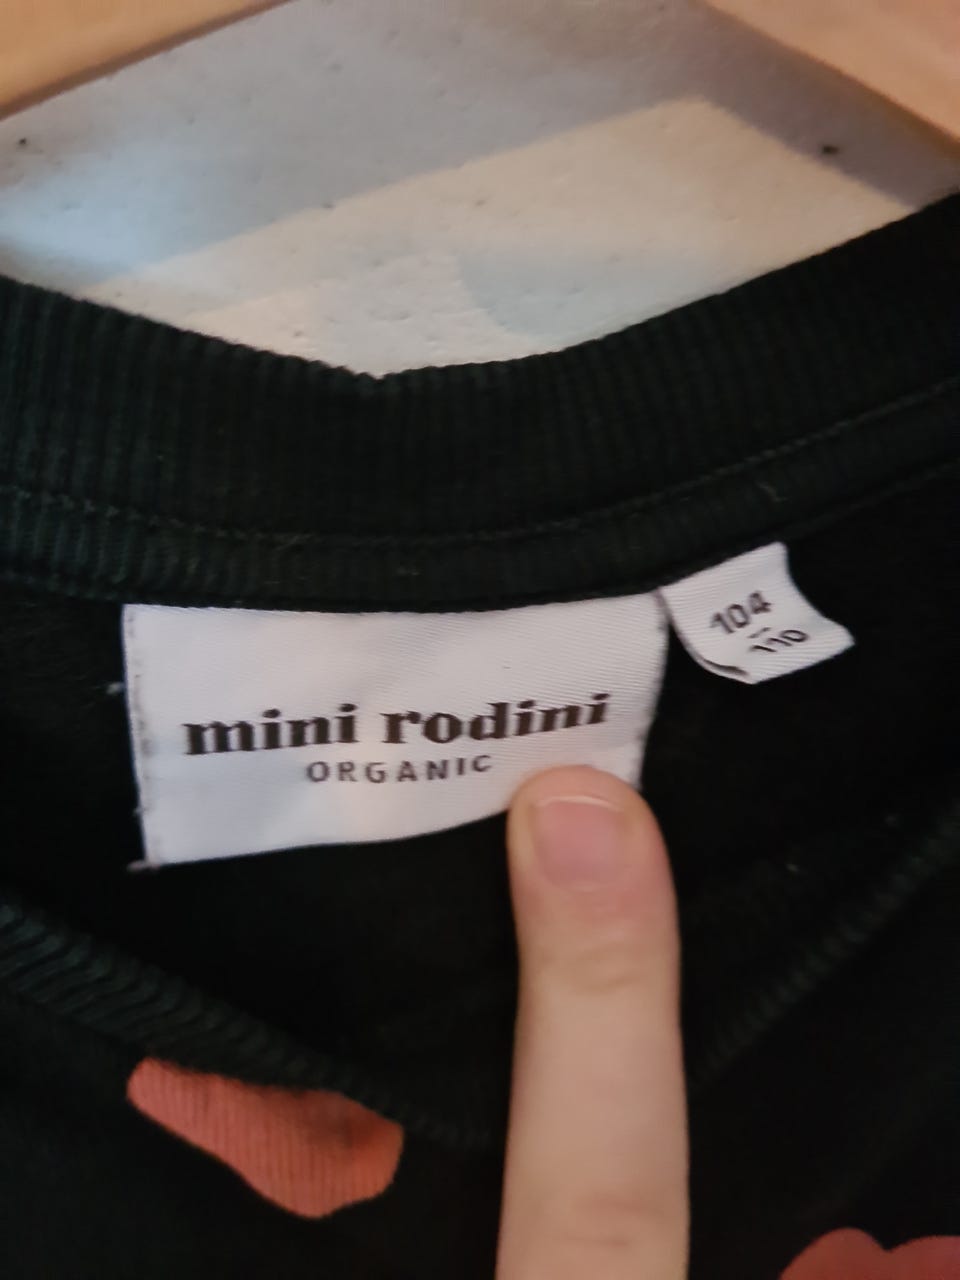 mini rodini
ORGANIC
104
–
110